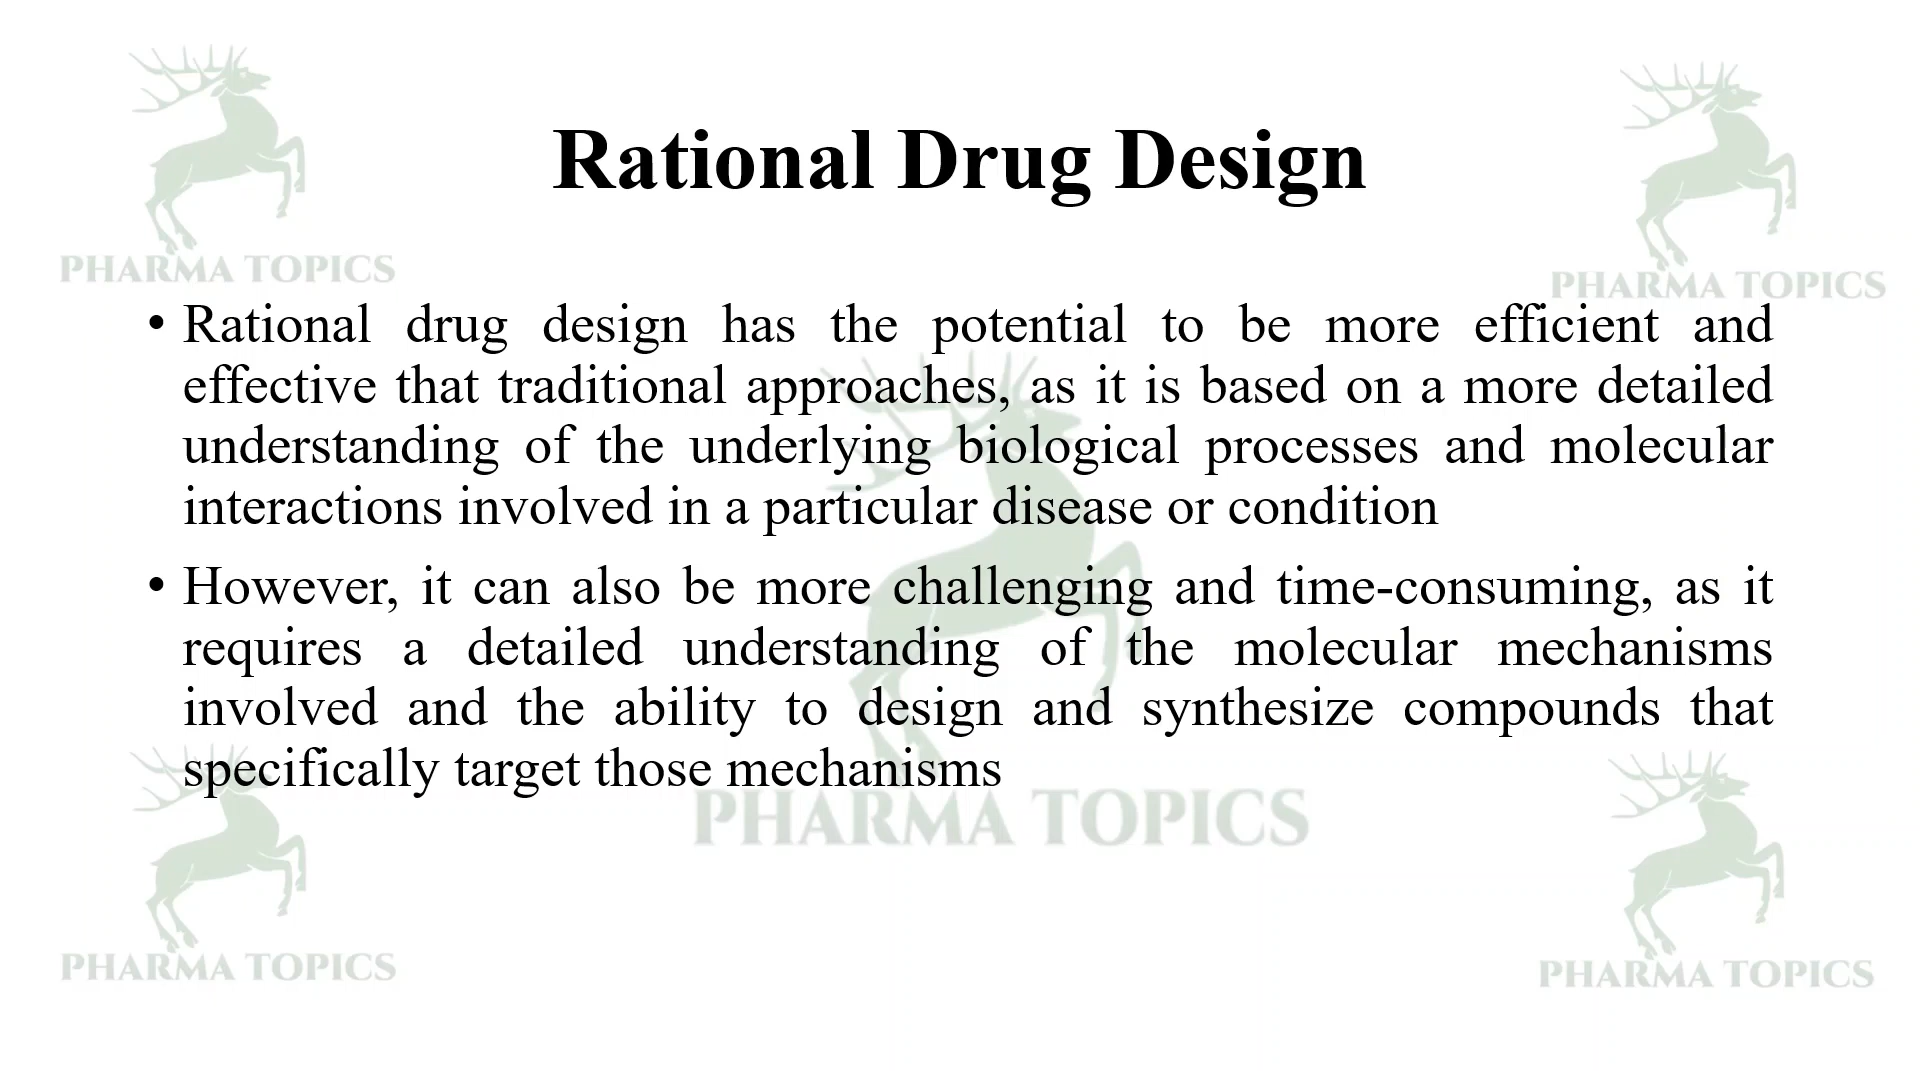 PHARMA TOPICS
PHARMA TOPICS
Rational Drug Design
• Rational drug design has the potential to be more efficient and
effective that traditional approaches, as it is based on a more detailed
understanding of the underlying biological processes and molecular
interactions involved in a particular disease or condition
• However, it can also be more challenging and time-consuming, as it
requires a detailed understanding of the molecular mechanisms
involved and the ability to design and synthesize compounds that
specifically target those mechanisms
PHARMA TOPICS
PHARMA TOPICS
PHARMA TOPICS